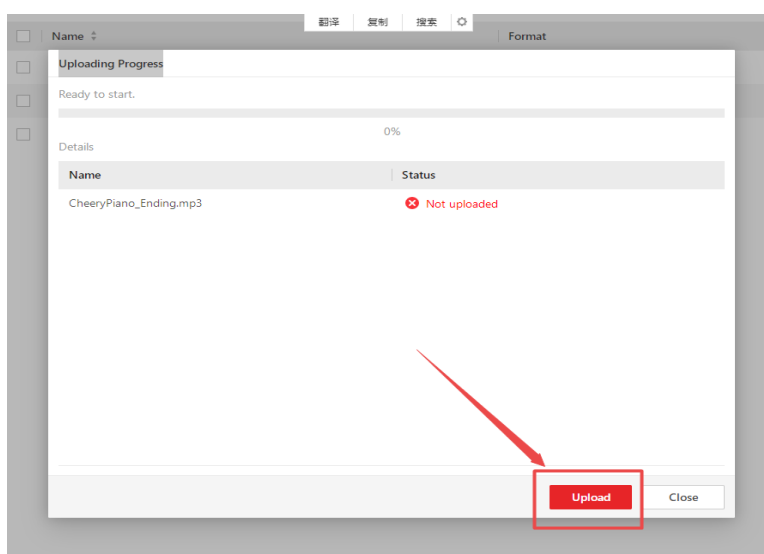 翻译 复制 搜索
Name Format
Uploading Progress
Ready to start.
0%
Details
Name Status
CheeryPiano_Ending.mp3 Not uploaded
Upload Close